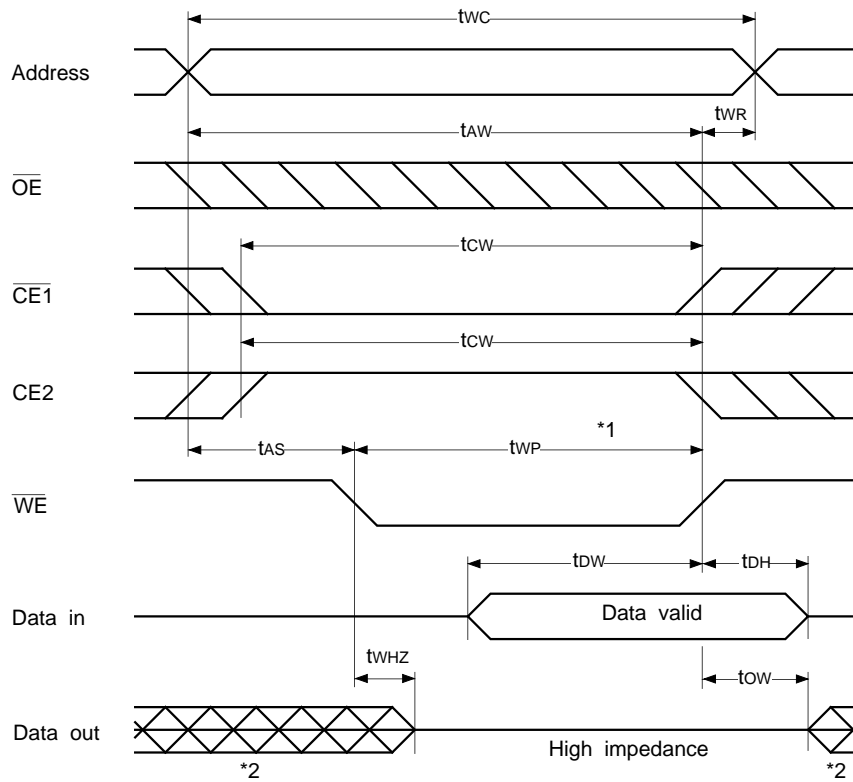 tWC
Address
tAW
tWR
OE
tCW
CE1
tCW
CE2
tAS
tWP
*1
WE
tDW
tDH
Data in
Data valid
tWHZ
tOW
Data out
High impedance
*2
*2